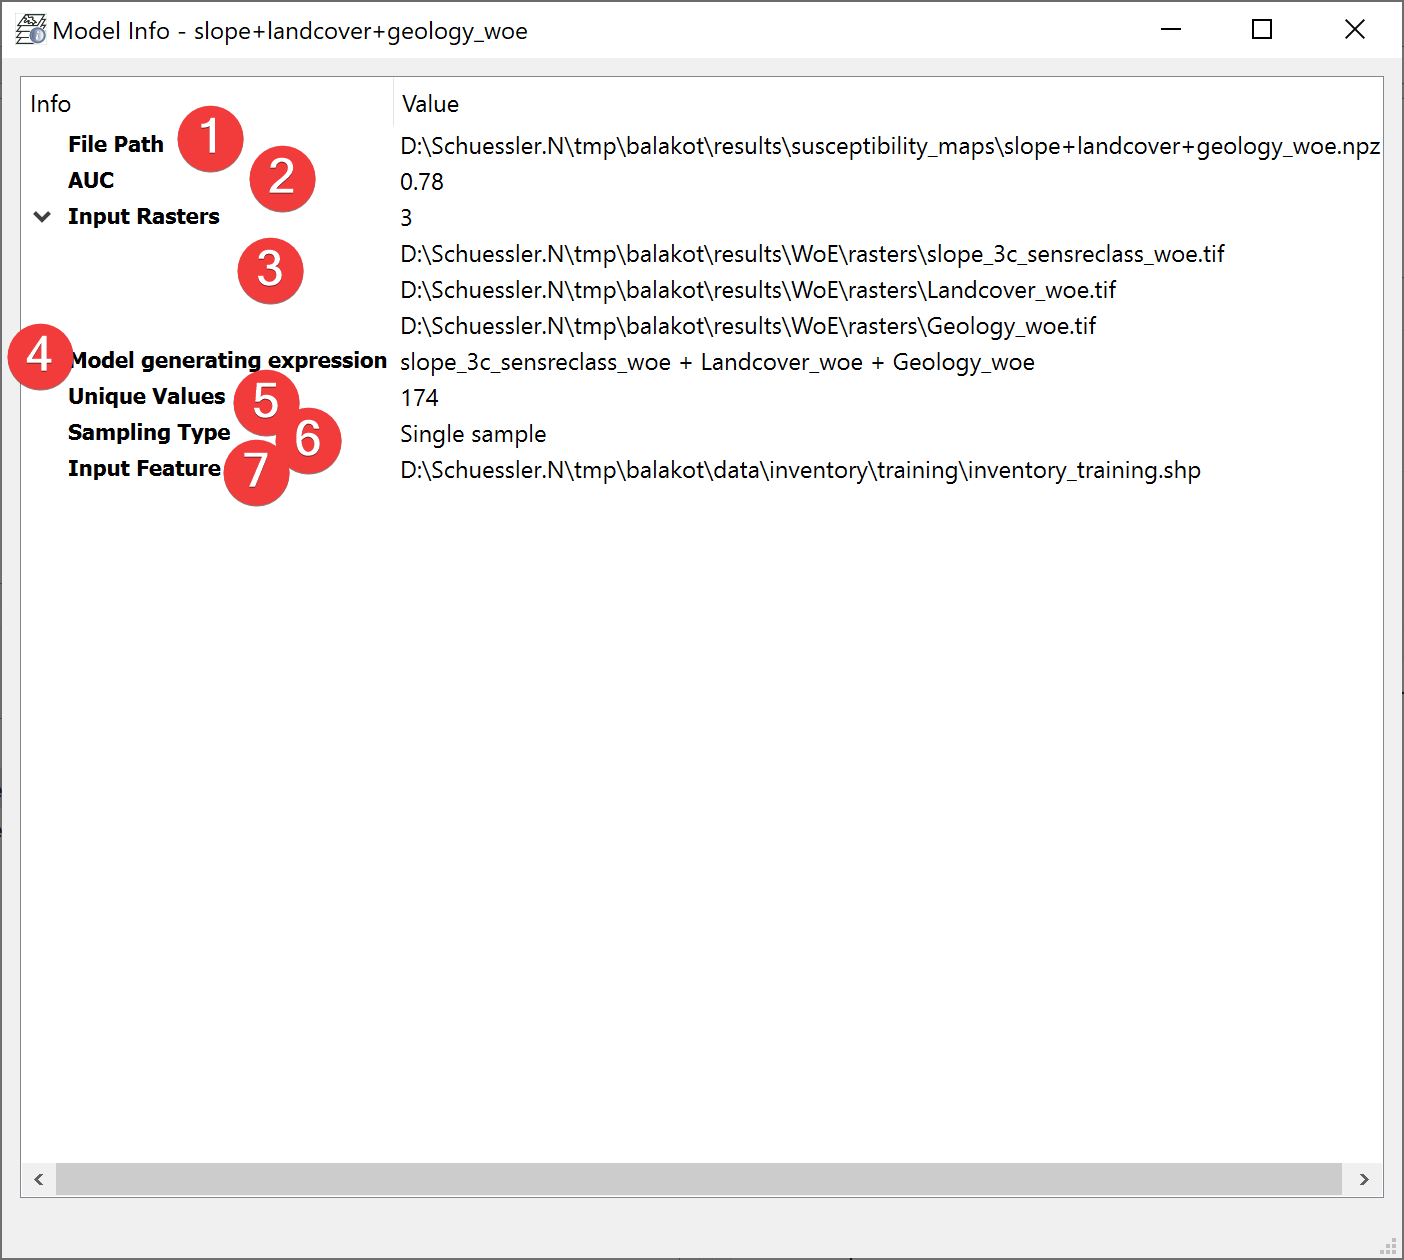 Model Info - slope+landcover+geology_woe
Info Value
File Path 1 D:\Schuessler.N\tmp\balakot\results\susceptibility_maps\slope+landcover+geology_woe.npz
AUC 2 0.78
Input Rasters 3
3 D:\Schuessler.N\tmp\balakot\results\WoE\rasters\slope_3c_sensreclass_woe.tif
D:\Schuessler.N\tmp\balakot\results\WoE\rasters\Landcover_woe.tif
D:\Schuessler.N\tmp\balakot\results\WoE\rasters\Geology_woe.tif
4 Model generating expression slope_3c_sensreclass_woe + Landcover_woe + Geology_woe
Unique Values 5 174
Sampling Type 6 Single sample
Input Feature 7 D:\Schuessler.N\tmp\balakot\data\inventory\training\inventory_training.shp